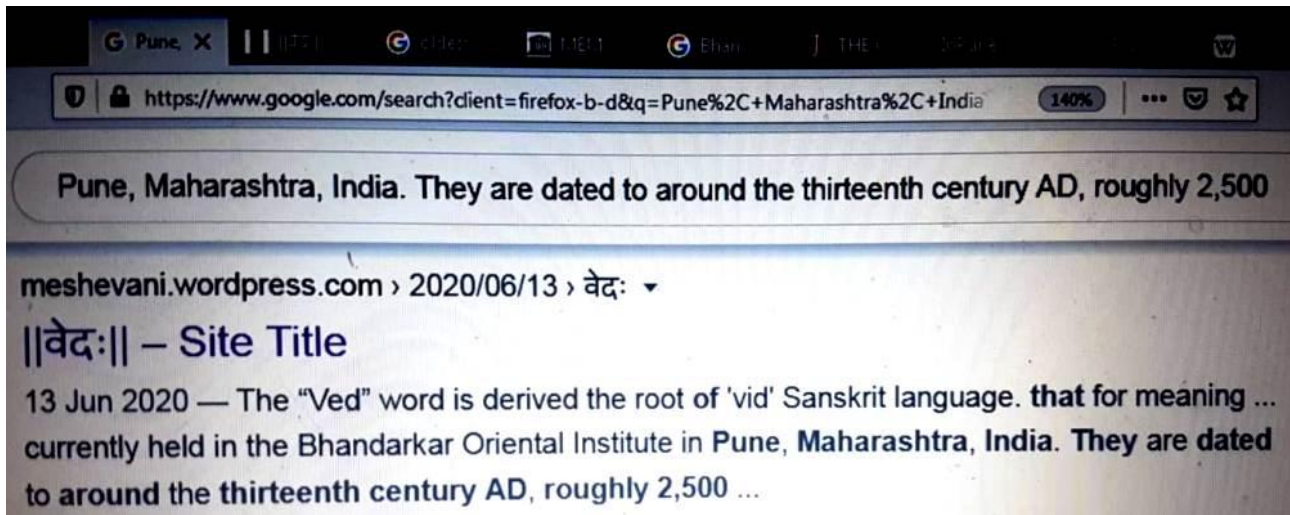 Pune,
https://www.google.com/search?client=firefox-b-d&q=Pune%2C+Maharashtra%2C+India 140%
Pune, Maharashtra, India. They are dated to around the thirteenth century AD, roughly 2,500
meshevani.wordpress.com › 2020/06/13 › वेदः
||वेदः|| – Site Title
13 Jun 2020 — The “Ved” word is derived the root of 'vid' Sanskrit language. that for meaning ...
currently held in the Bhandarkar Oriental Institute in Pune, Maharashtra, India. They are dated
to around the thirteenth century AD, roughly 2,500 ...